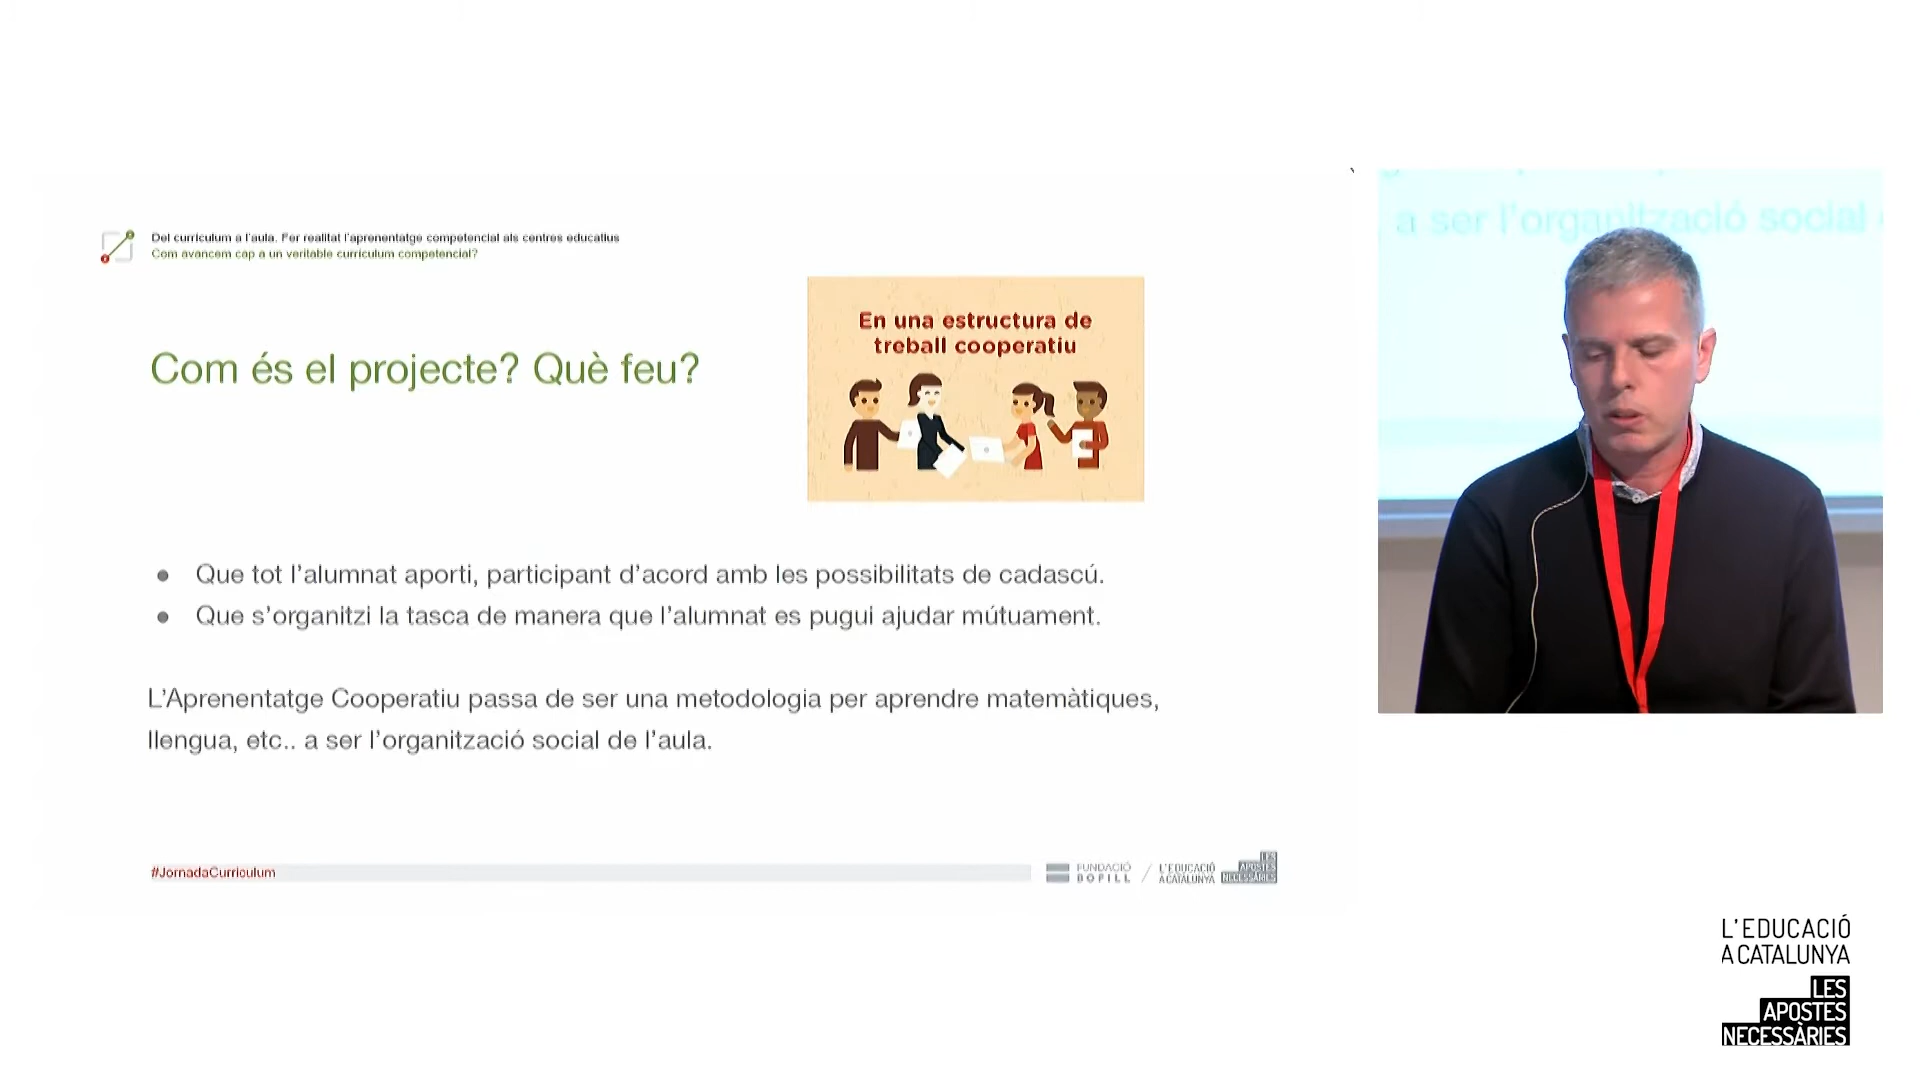 Del currículum a l'aula. Fer realitat l'aprenentatge competencial als centres educatius
Com avancem cap a un veritable currículum competencial?
En una estructura de
treball cooperatiu
Com és el projecte? Què feu?
● Que tot l'alumnat aporti, participant d'acord amb les possibilitats de cadascú.
● Que s'organitzi la tasca de manera que l'alumnat es pugui ajudar mútuament.
L'Aprenentatge Cooperatiu passa de ser una metodologia per aprendre matemàtiques,
llengua, etc.. a ser l'organització social de l'aula.
#JornadaCurriculum
FUNDACIÓ
BOFILL
L'EDUCACIÓ
A CATALUNYA
LES
APOSTES
NECESSÀRIES
a ser l'organització social
L'EDUCACIÓ
A CATALUNYA
LES
APOSTES
NECESSÀRIES